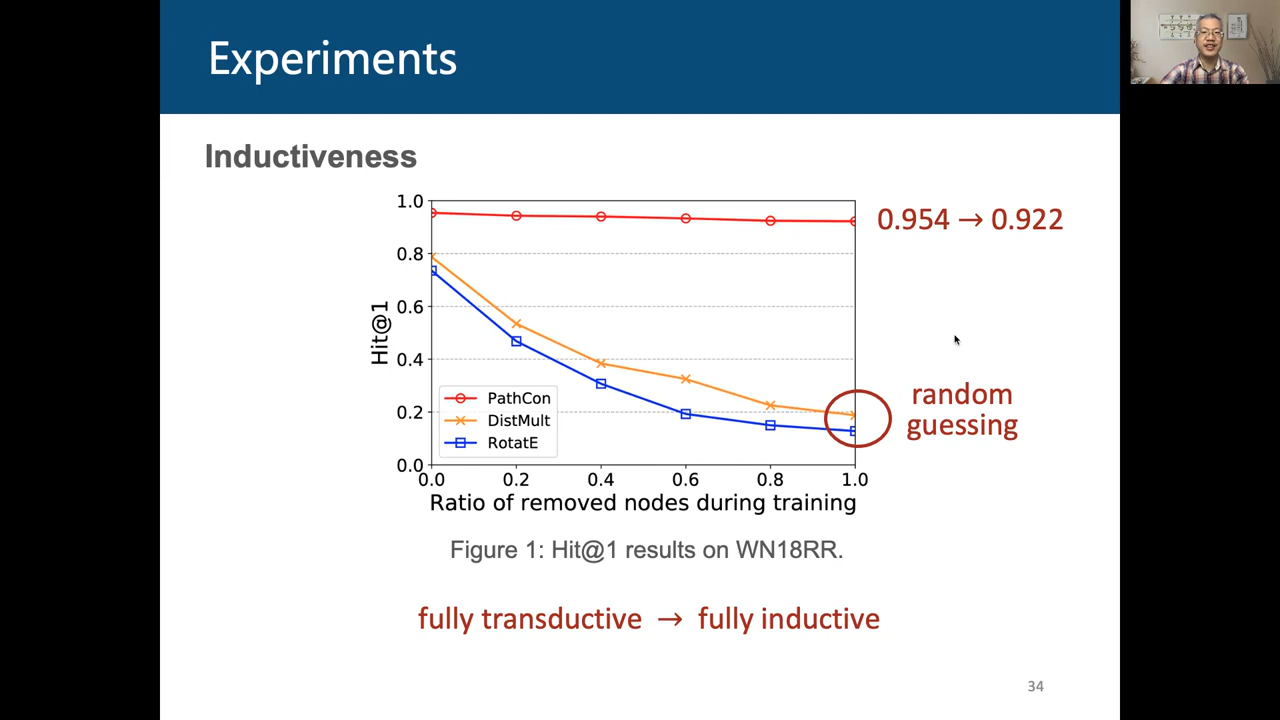 Experiments
Inductiveness
1.0
0.8
0.6
0.4
0.2
0.0
Hit@1
PathCon
DistMult
RotatE
0.0 0.2 0.4 0.6 0.8 1.0
Ratio of removed nodes during training
0.954 → 0.922
random
guessing
Figure 1: Hit@1 results on WN18RR.
fully transductive → fully inductive
34